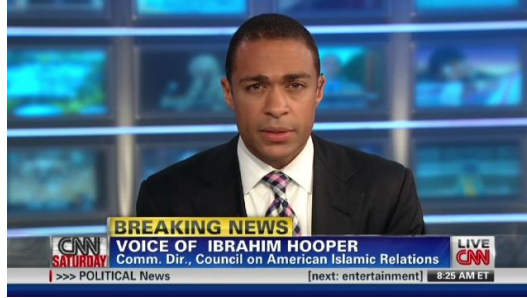 BREAKING NEWS
CNN
SATURDAY
VOICE OF IBRAHIM HOOPER
Comm. Dir., Council on American Islamic Relations
LIVE
CNN
>>> POLITICAL News
[next: entertainment]
8:25 AM ET